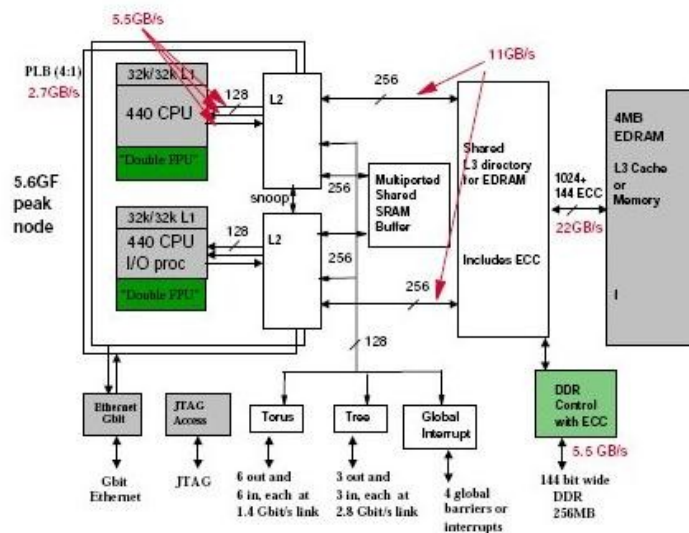 5.5GB/s
11GB/s
PLB (4:1)
2.7GB/s
32k/32k L1
128
440 CPU
"Double FPU"
L2
256
256
snoop
Multiported
Shared
SRAM
Buffer
Shared
L3 directory
for EDRAM
Includes ECC
1024+
144 ECC
22GB/s
4MB
EDRAM
L3 Cache
or
Memory
l
5.6GF
peak
node
32k/32k L1
128
440 CPU
I/O proc
"Double FPU"
L2
256
256
128
Ethernet
Gbit
JTAG
Access
Torus
Tree
Global
Interrupt
DDR
Control
with ECC
5.5 GB/s
Gbit
Ethernet
JTAG
6 out and
6 in, each at
1.4 Gbit/s link
3 out and
3 in, each at
2.8 Gbit/s link
4 global
barriers or
interrupts
144 bit wide
DDR
256MB